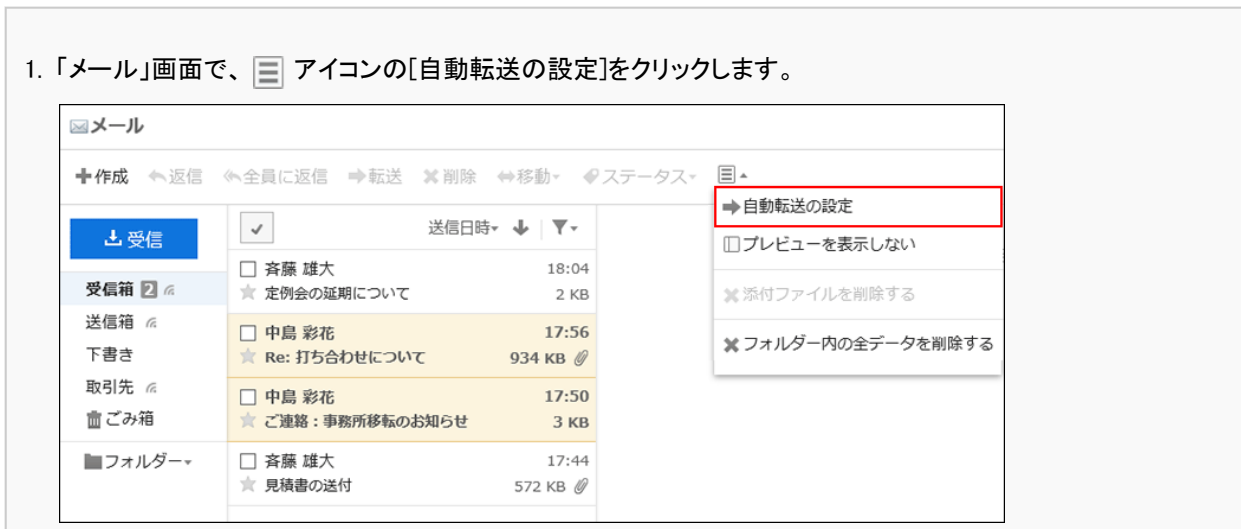 1. 「メール」画面で、 アイコンの[自動転送の設定]をクリックします。
メール
作成 返信 全員に返信 転送 削除 移動 ステータス
自動転送の設定
プレビューを表示しない
添付ファイルを削除する
フォルダー内の全データを削除する
受信
受信箱 2
送信箱
下書き
取引先
ごみ箱
フォルダー
送信日時
斉藤 雄大 18:04
定例会の延期について 2 KB
中島 彩花 17:56
Re: 打ち合わせについて 934 KB
中島 彩花 17:50
ご連絡：事務所移転のお知らせ 3 KB
斉藤 雄大 17:44
見積書の送付 572 KB